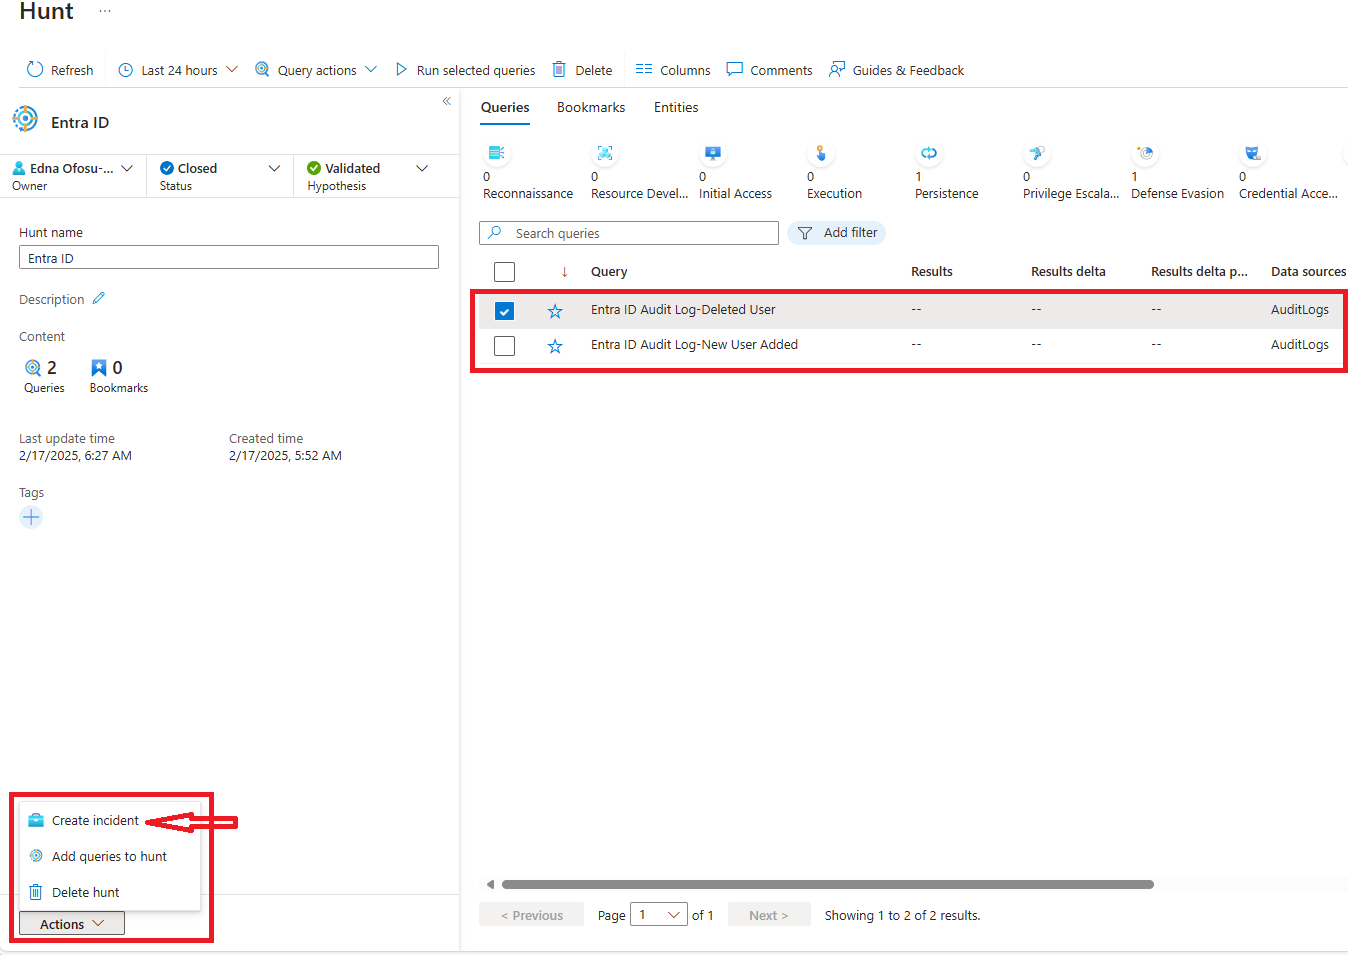 Hunt ...
Refresh Last 24 hours Query actions Run selected queries Delete Columns Comments Guides & Feedback
«
Entra ID
Edna Ofosu-... Closed Validated
Owner Status Hypothesis
Hunt name
Entra ID
Description
Content
2 0
Queries Bookmarks
Last update time Created time
2/17/2025, 6:27 AM 2/17/2025, 5:52 AM
Tags
Create incident
Add queries to hunt
Delete hunt
Actions
Queries Bookmarks Entities
0 0 0 0 1 0 1 0
Reconnaissance Resource Devel... Initial Access Execution Persistence Privilege Escala... Defense Evasion Credential Acce...
Search queries Add filter
↓ Query Results Results delta Results delta p... Data sources
Entra ID Audit Log-Deleted User -- -- -- AuditLogs
Entra ID Audit Log-New User Added -- -- -- AuditLogs
< Previous Page 1 of 1 Next > Showing 1 to 2 of 2 results.